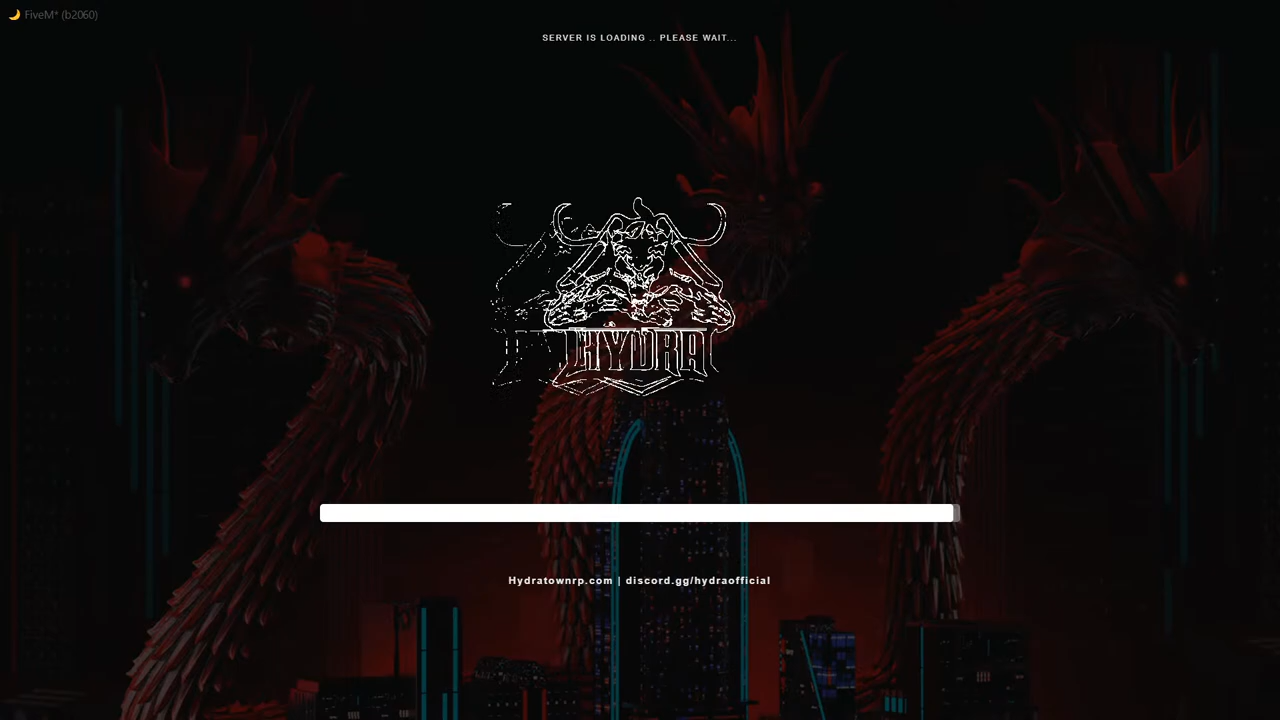 FiveM* (b2060)
SERVER IS LOADING .. PLEASE WAIT...
HYDRA
Hydratownrp.com | discord.gg/hydraofficial